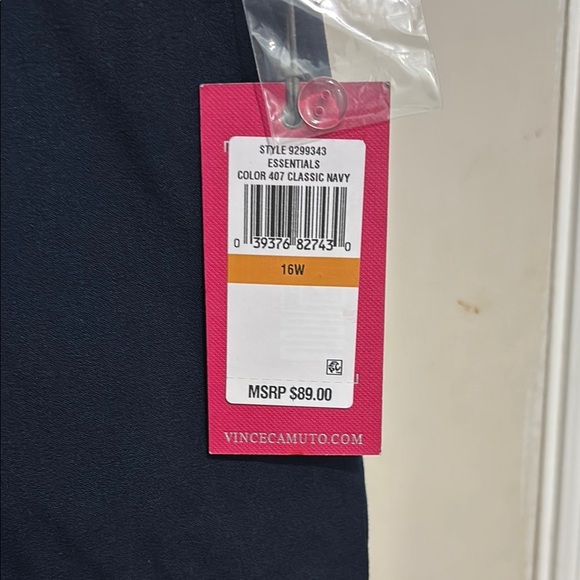 STYLE 9299343
ESSENTIALS
COLOR 407 CLASSIC NAVY
0 39376 82743 0
16W
MSRP $89.00
VINCECAMUTO.COM